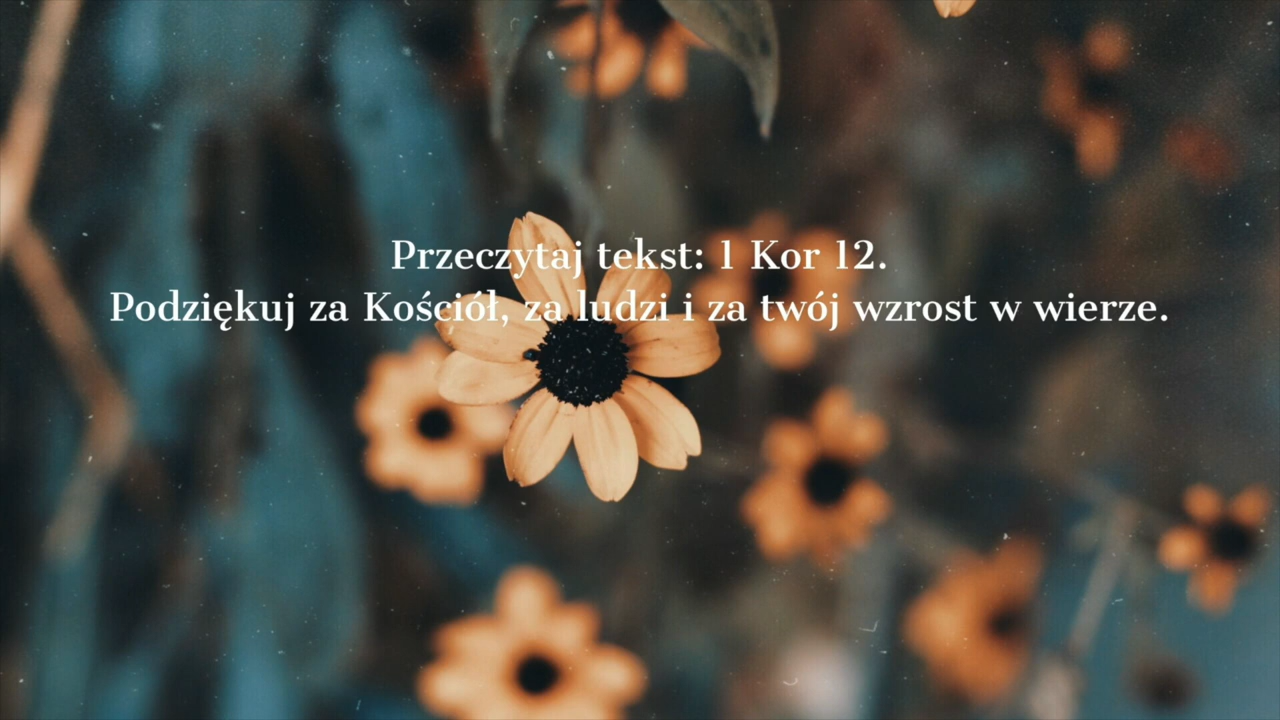 Przeczytaj tekst: 1 Kor 12.
Podziękuj za Kościół, za ludzi i za twój wzrost w wierze.